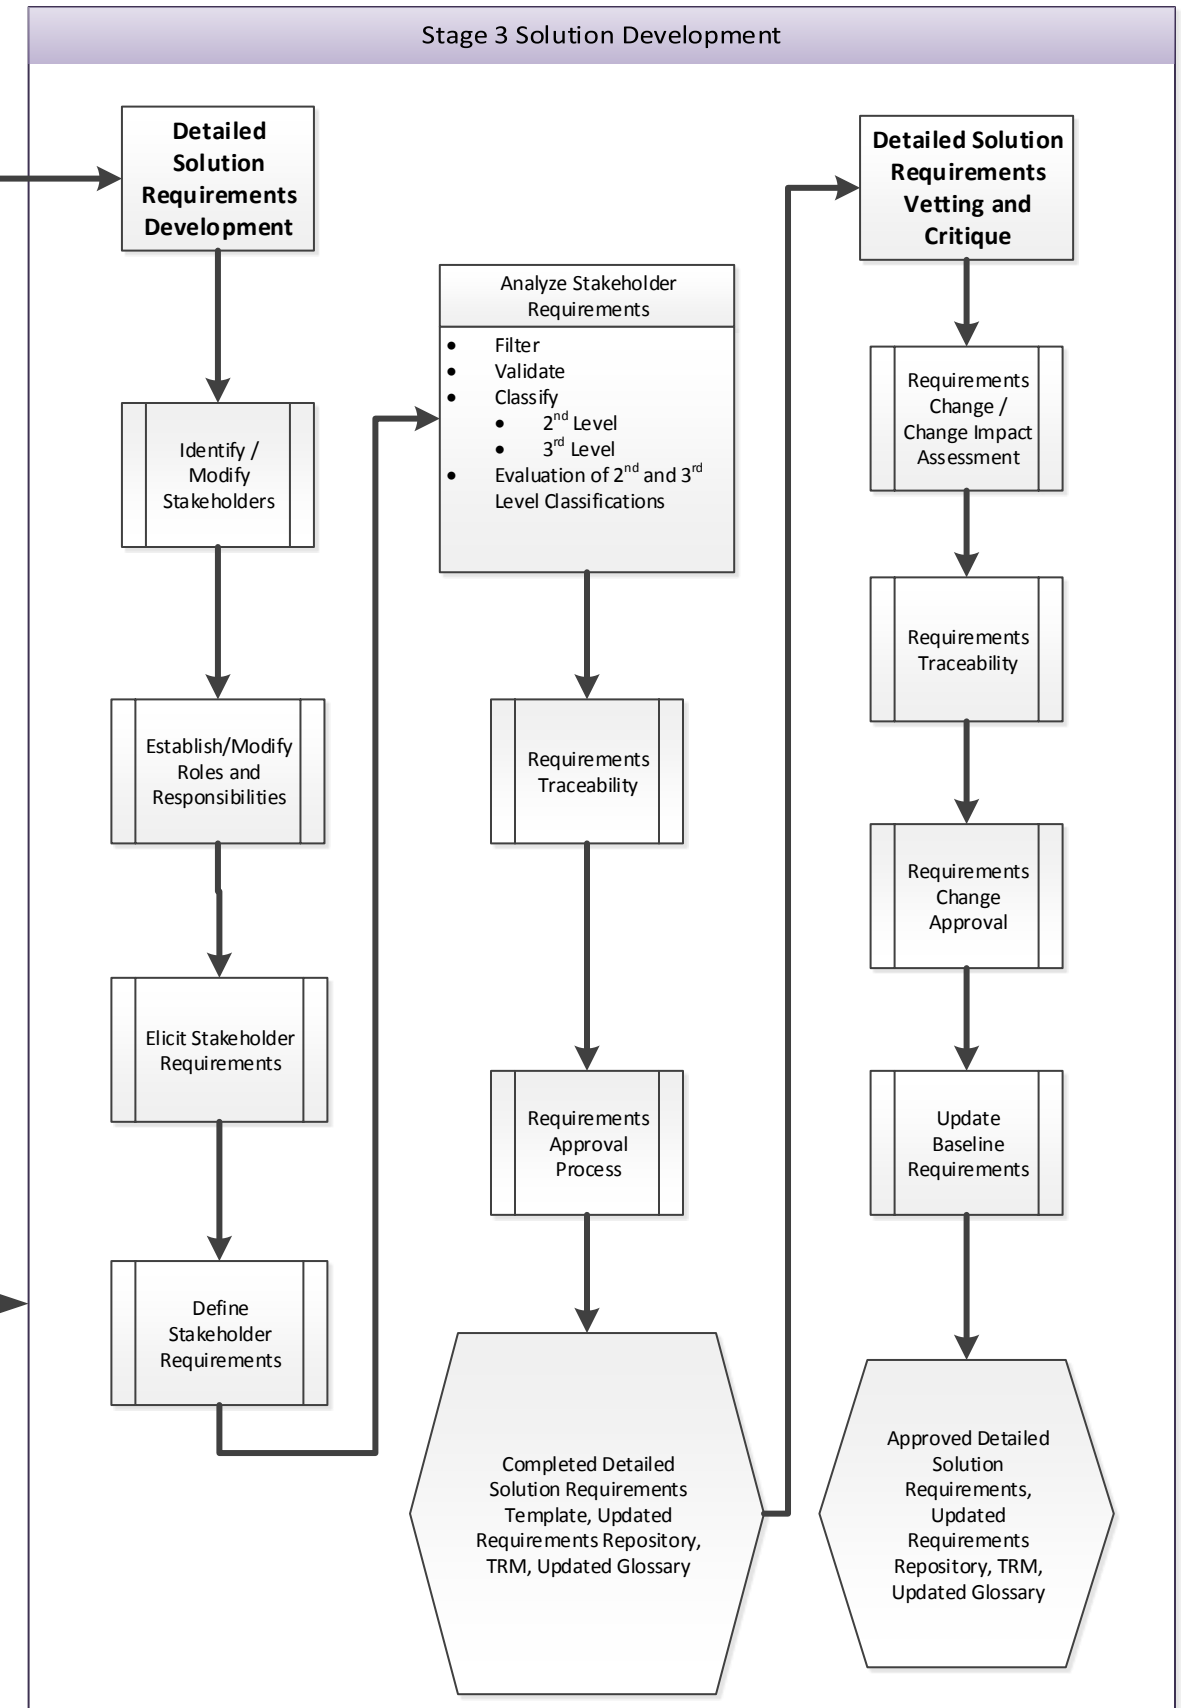 Stage 3 Solution Development
Detailed
Solution
Requirements
Development
Identify /
Modify
Stakeholders
Establish/Modify
Roles and
Responsibilities
Elicit Stakeholder
Requirements
Define
Stakeholder
Requirements
Analyze Stakeholder
Requirements
• Filter
• Validate
• Classify
• 2nd Level
• 3rd Level
• Evaluation of 2nd and 3rd
Level Classifications
Requirements
Traceability
Requirements
Approval
Process
Completed Detailed
Solution Requirements
Template, Updated
Requirements Repository,
TRM, Updated Glossary
Detailed Solution
Requirements
Vetting and
Critique
Requirements
Change /
Change Impact
Assessment
Requirements
Traceability
Requirements
Change
Approval
Update
Baseline
Requirements
Approved Detailed
Solution
Requirements,
Updated
Requirements
Repository, TRM,
Updated Glossary